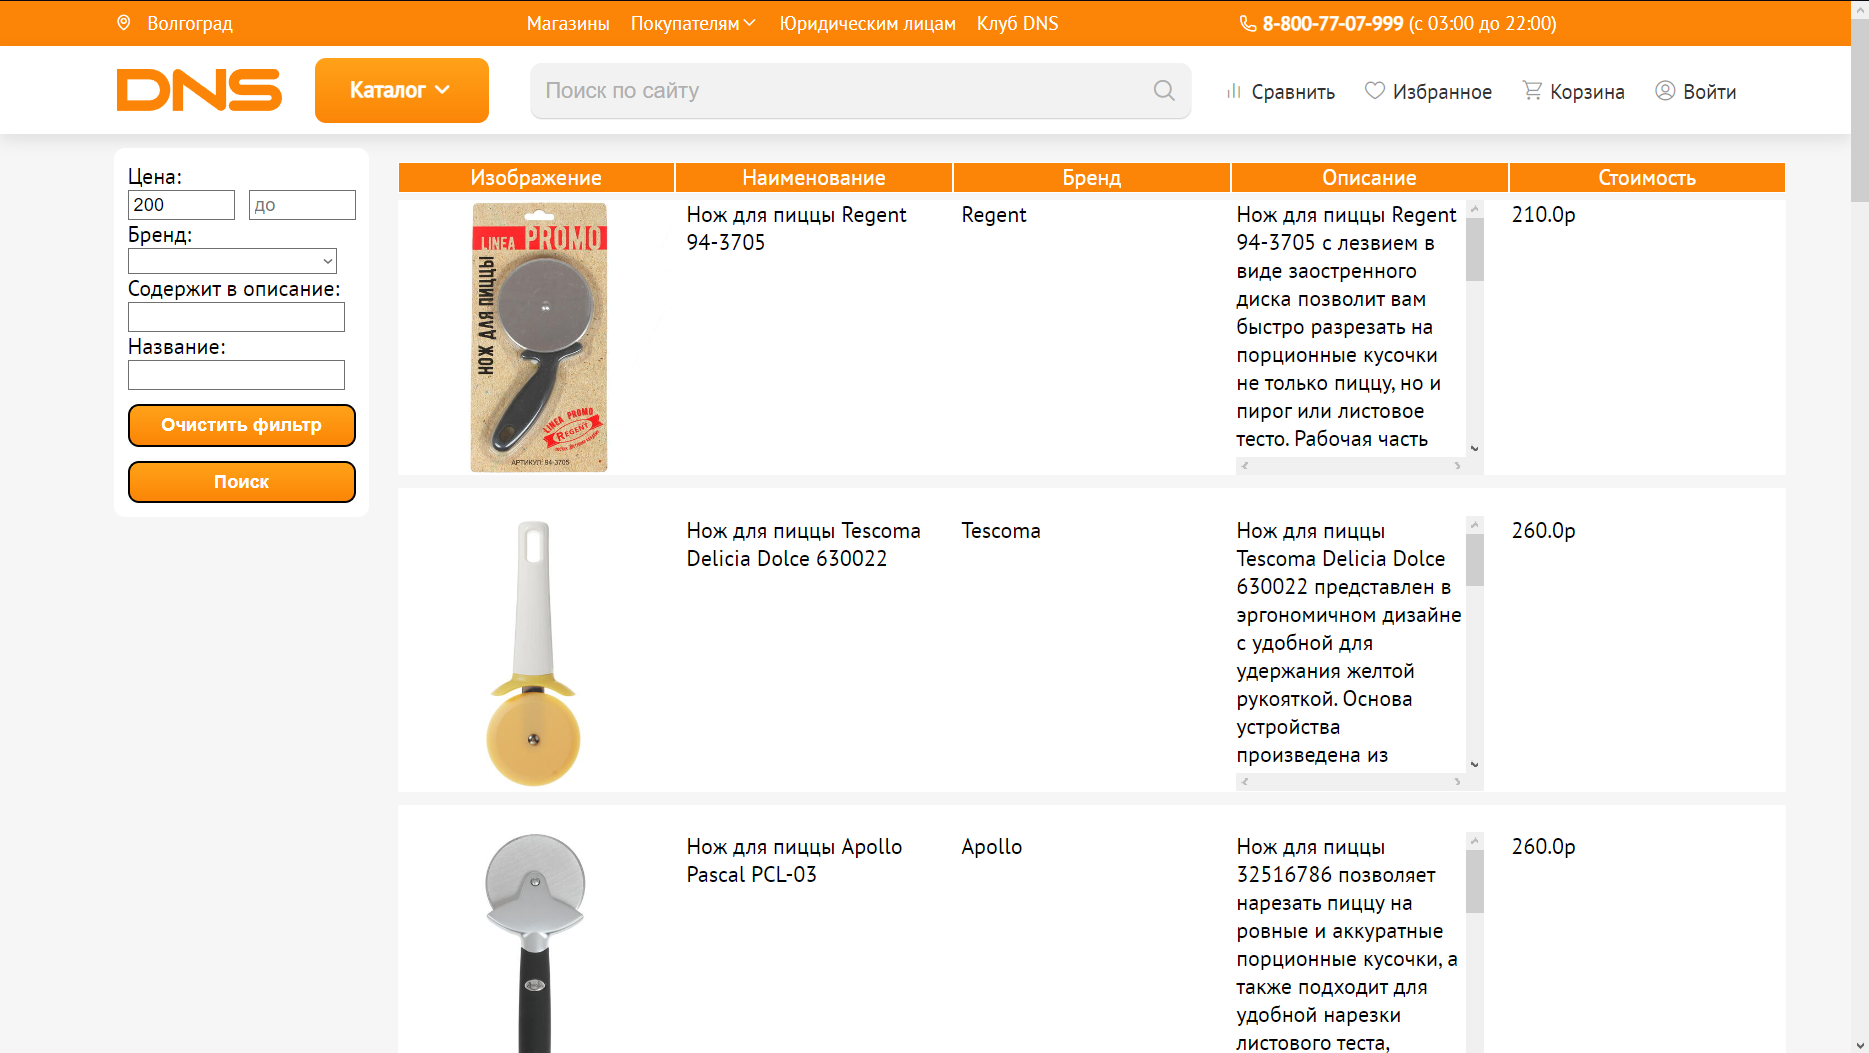 Волгоград
Магазины Покупателям Юридическим лицам Клуб DNS
8-800-77-07-999 (с 03:00 до 22:00)
DNS
Каталог
Поиск по сайту
Сравнить
Избранное
Корзина
Войти
Цена:
200 до
Бренд:
Содержит в описание:
Название:
Очистить фильтр
Поиск
Изображение Наименование Бренд Описание Стоимость
LINEA PROMO
НОЖ ДЛЯ ПИЦЦЫ
LINEA PROMO
REGENT
АРТИКУЛ: 94-3705
Нож для пиццы Regent
94-3705
Regent
Нож для пиццы Regent
94-3705 с лезвием в
виде заостренного
диска позволит вам
быстро разрезать на
порционные кусочки
не только пиццу, но и
пирог или листовое
тесто. Рабочая часть
210.0р
Нож для пиццы Tescoma
Delicia Dolce 630022
Tescoma
Нож для пиццы
Tescoma Delicia Dolce
630022 представлен в
эргономичном дизайне
с удобной для
удержания желтой
рукояткой. Основа
устройства
произведена из
260.0р
Нож для пиццы Apollo
Pascal PCL-03
Apollo
Нож для пиццы
32516786 позволяет
нарезать пиццу на
ровные и аккуратные
порционные кусочки, а
также подходит для
удобной нарезки
листового теста,
260.0р